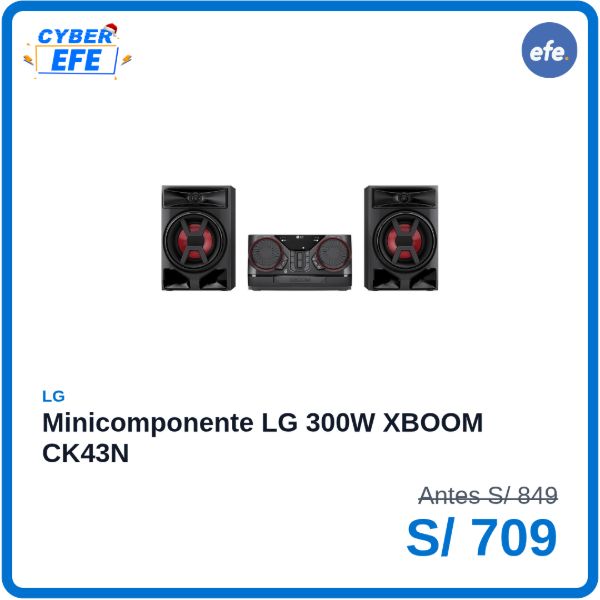 CYBER
EFE
efe.
LG
Minicomponente LG 300W XBOOM
CK43N
Antes S/ 849
S/ 709